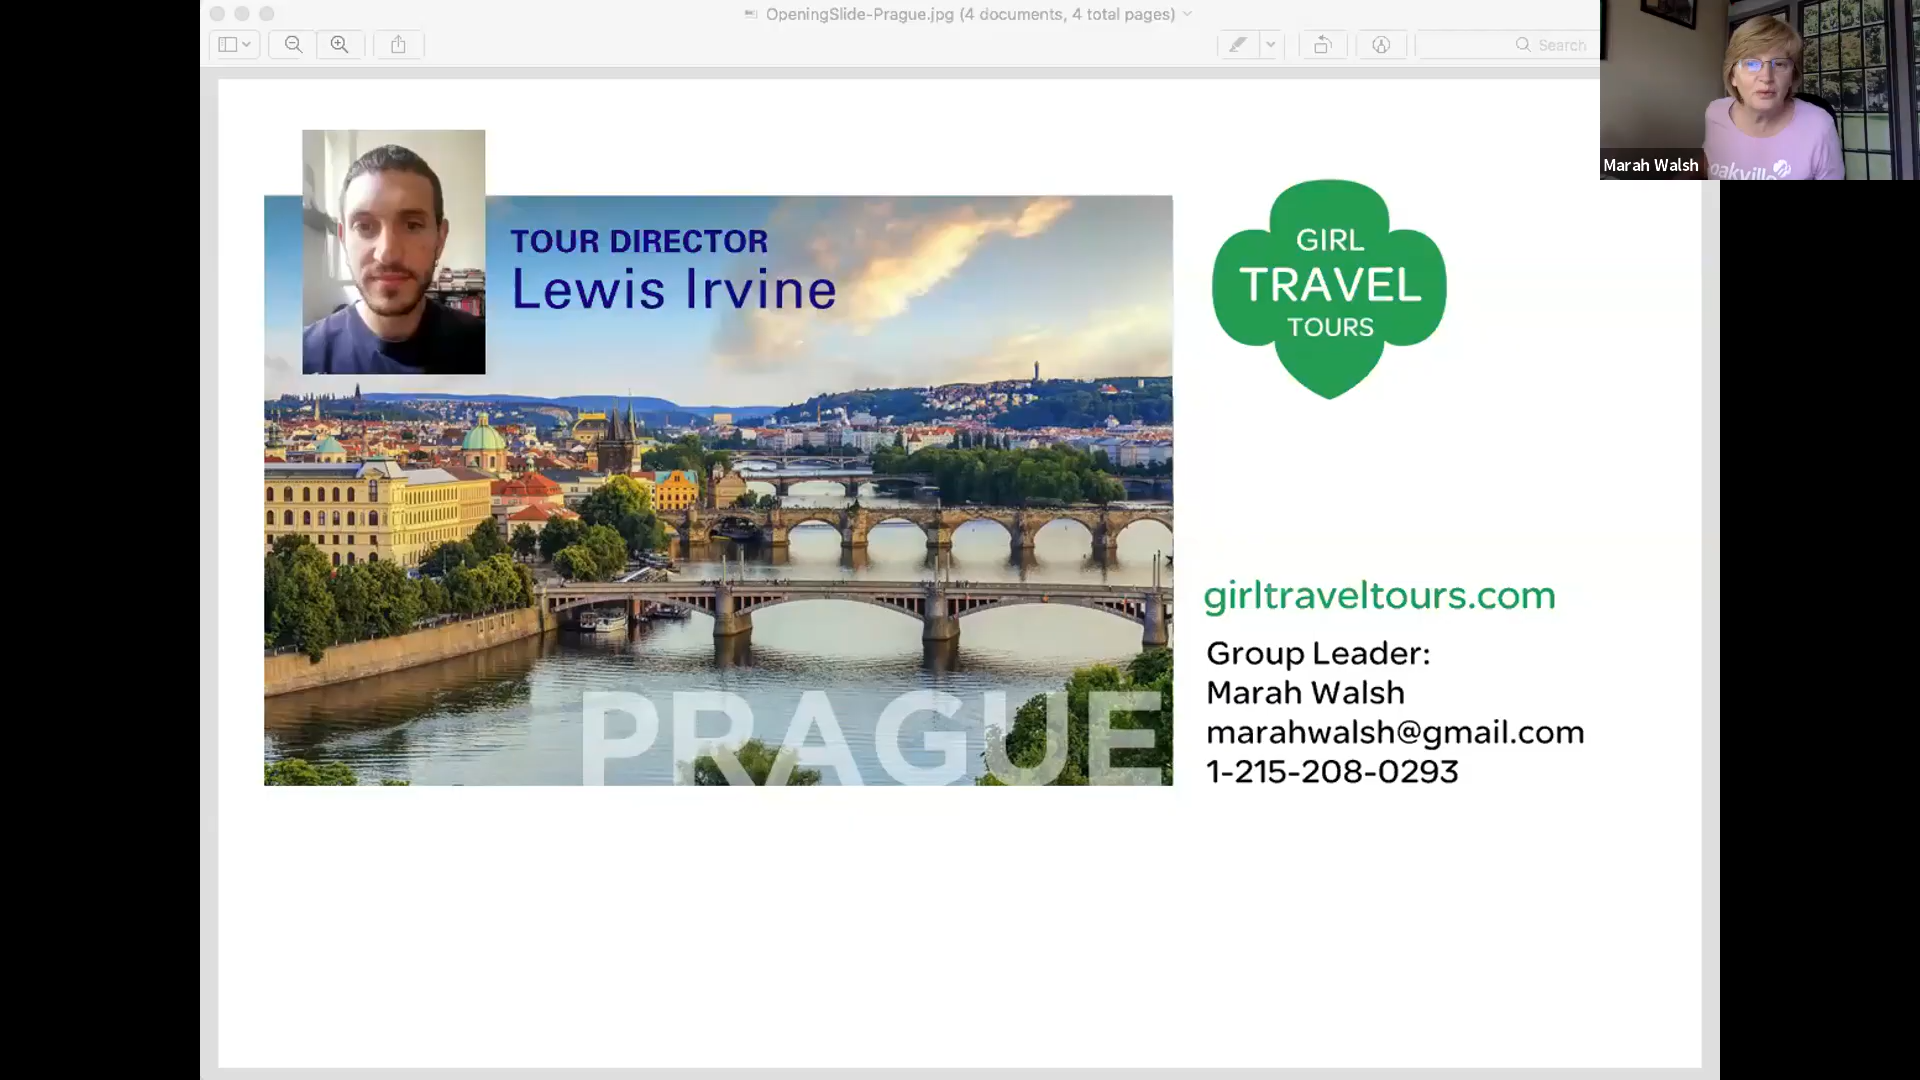 OpeningSlide-Prague.jpg (4 documents, 4 total pages)
Search
Marah Walsh
oakville
TOUR DIRECTOR
Lewis Irvine
GIRL
TRAVEL
TOURS
PRAGUE
girltraveltours.com
Group Leader:
Marah Walsh
marahwalsh@gmail.com
1-215-208-0293